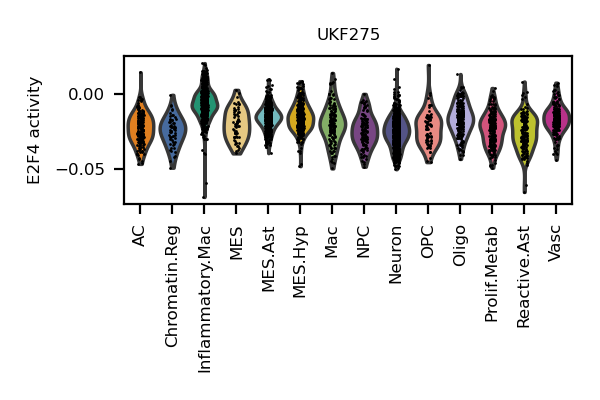 UKF275
E2F4 activity
0.00
−0.05
AC
Chromatin.Reg
Inflammatory.Mac
MES
MES.Ast
MES.Hyp
Mac
NPC
Neuron
OPC
Oligo
Prolif.Metab
Reactive.Ast
Vasc